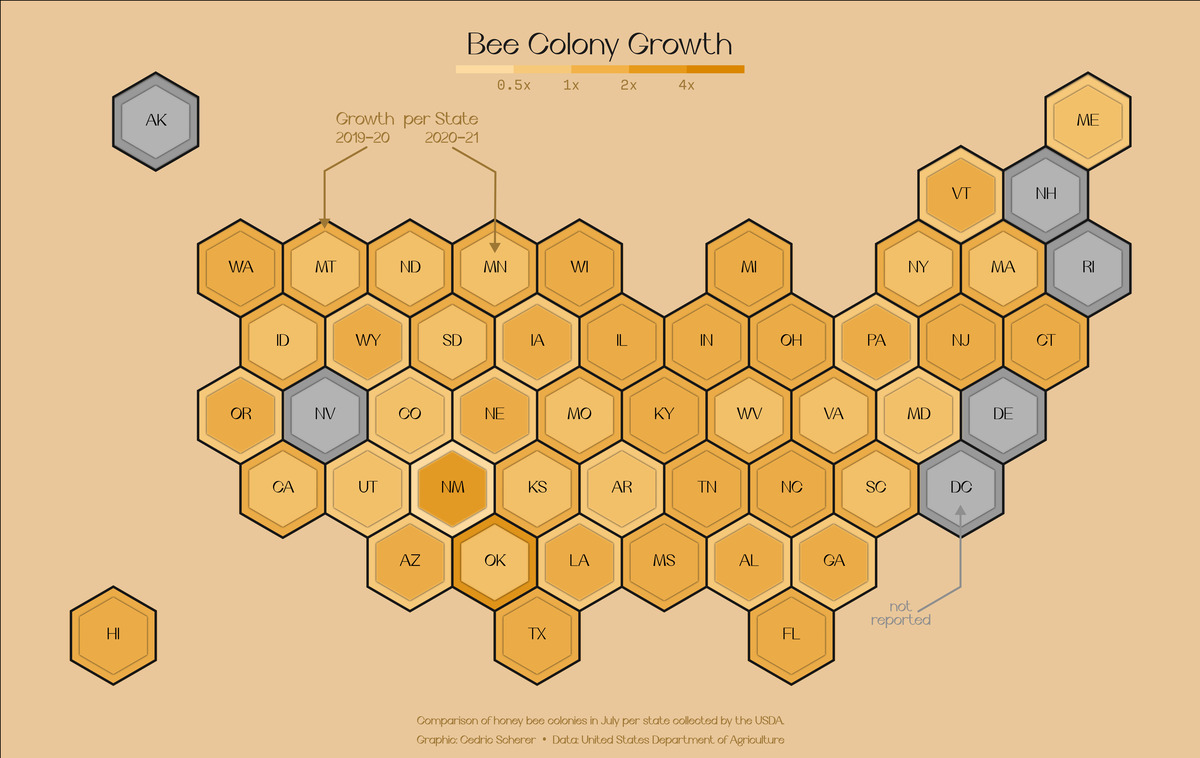 Bee Colony Growth
0.5x 1x 2x 4x
Growth per State
2019-20 2020-21
AK
ME
VT NH
WA MT ND MN WI MI NY MA RI
ID WY SD IA IL IN OH PA NJ CT
OR NV CO NE MO KY WV VA MD DE
CA UT NM KS AR TN NC SC DC
AZ OK LA MS AL GA
not
reported
HI TX FL
Comparison of honey bee colonies in July per state collected by the USDA.
Graphic: Cedric Scherer • Data: United States Department of Agriculture